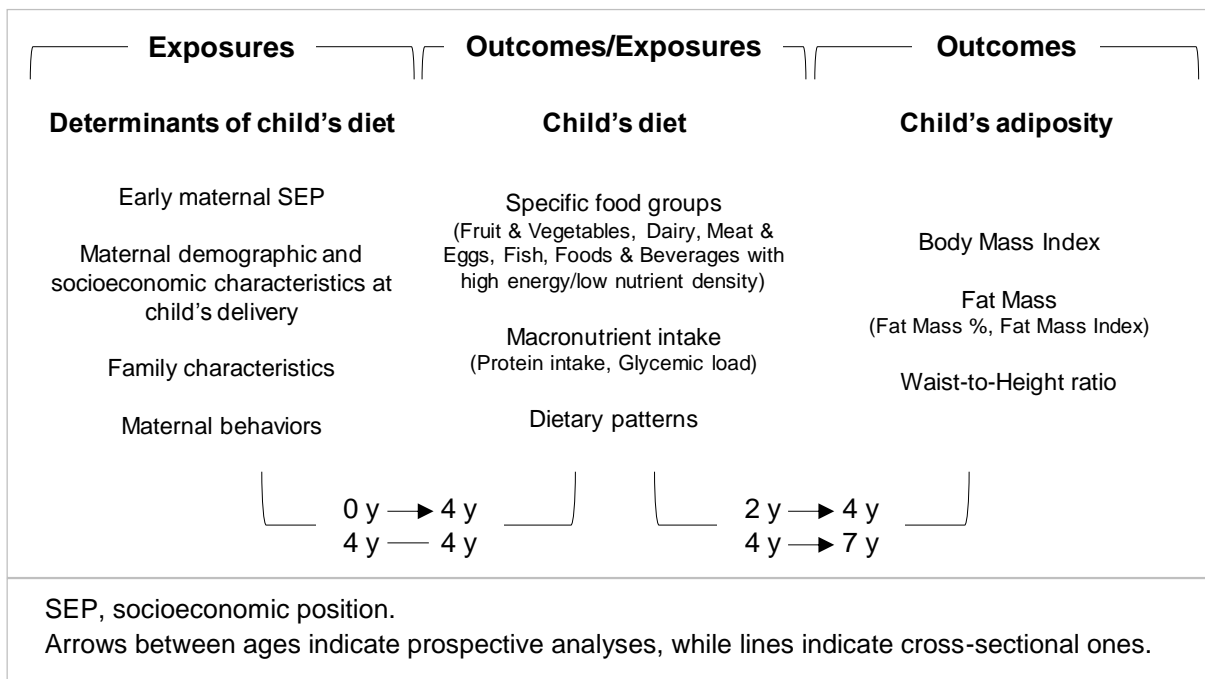 Exposures
Outcomes/Exposures
Outcomes
Determinants of child's diet
Child's diet
Child's adiposity
Early maternal SEP
Maternal demographic and
socioeconomic characteristics at
child's delivery
Family characteristics
Maternal behaviors
Specific food groups
(Fruit & Vegetables, Dairy, Meat &
Eggs, Fish, Foods & Beverages with
high energy/low nutrient density)
Macronutrient intake
(Protein intake, Glycemic load)
Dietary patterns
Body Mass Index
Fat Mass
(Fat Mass %, Fat Mass Index)
Waist-to-Height ratio
0 y 4 y
4 y 4 y
2 y 4 y
4 y 7 y
SEP, socioeconomic position.
Arrows between ages indicate prospective analyses, while lines indicate cross-sectional ones.